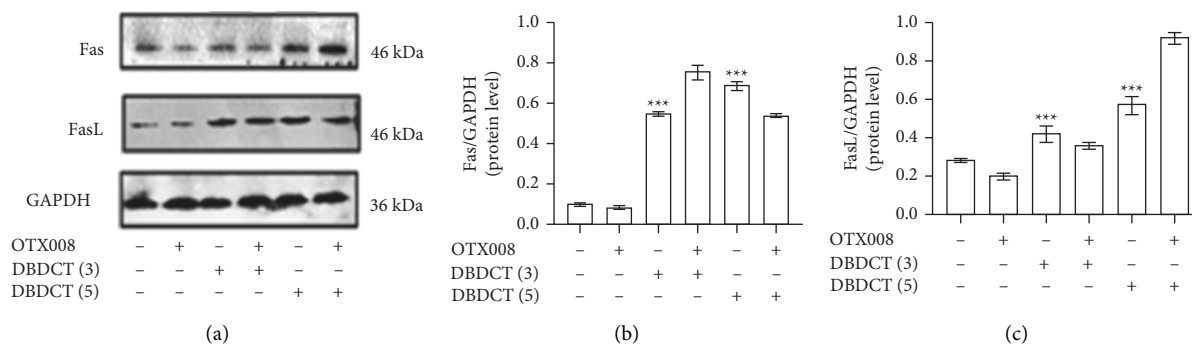 Fas
46 kDa
FasL
46 kDa
GAPDH
36 kDa
OTX008 – + – + – +
DBDCT (3) – – + + – –
DBDCT (5) – – – – + +
(a)
Fas/GAPDH
(protein level)
1.0
0.8
0.6
0.4
0.2
0.0
***
***
OTX008 – + – + – +
DBDCT (3) – – + + – –
DBDCT (5) – – – – + +
(b)
FasL/GAPDH
(protein level)
1.0
0.8
0.6
0.4
0.2
0.0
***
***
OTX008 – + – + – +
DBDCT (3) – – + + – –
DBDCT (5) – – – – + +
(c)